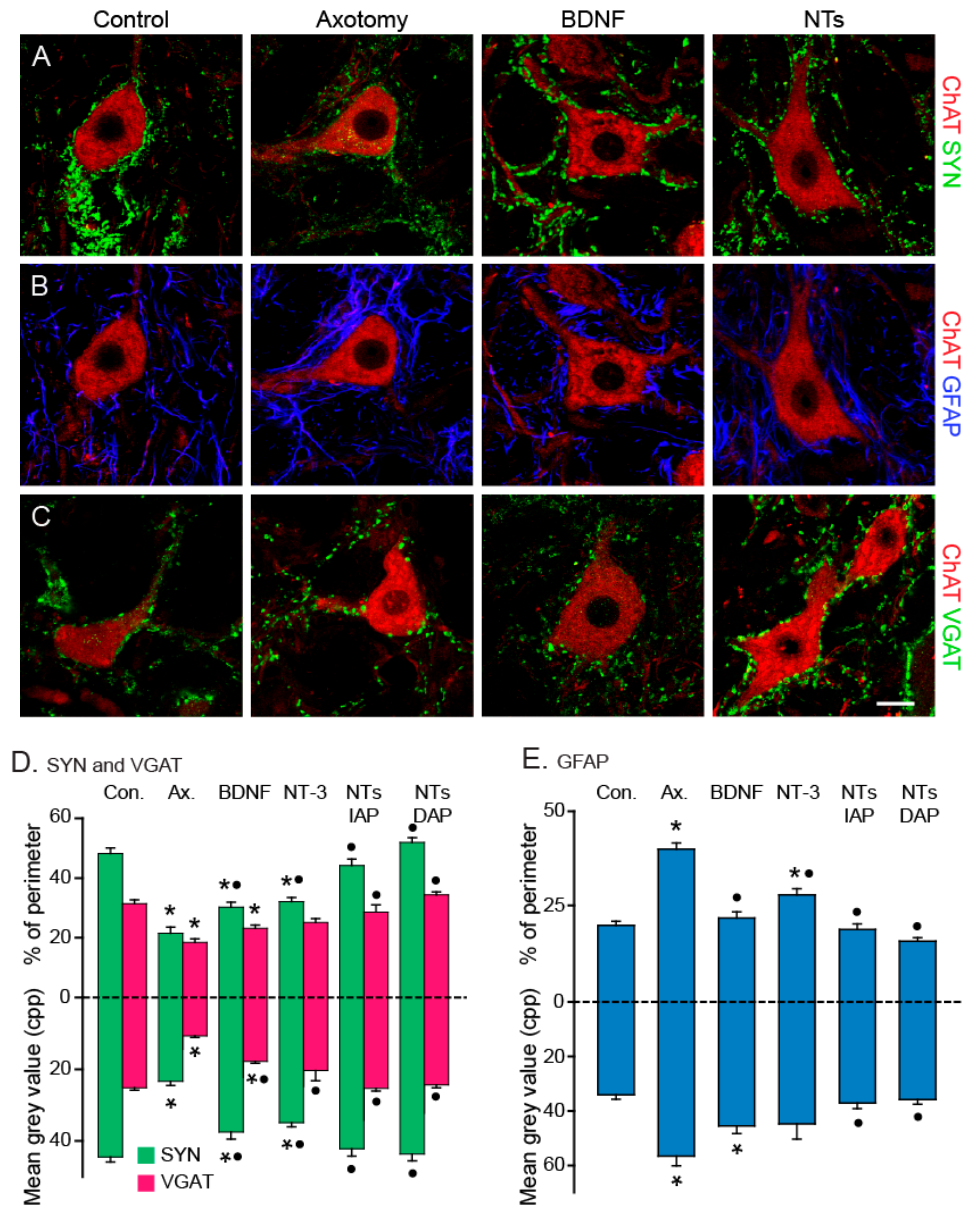 Control Axotomy BDNF NTs
A
ChAT SYN
B
ChAT GFAP
C
ChAT VGAT
D. SYN and VGAT
Con. Ax. BDNF NT-3 NTs IAP NTs DAP
% of perimeter
60
40
20
0
Mean grey value (cpp)
20
40
SYN
VGAT
E. GFAP
Con. Ax. BDNF NT-3 NTs IAP NTs DAP
% of perimeter
50
25
0
Mean grey value (cpp)
20
40
60